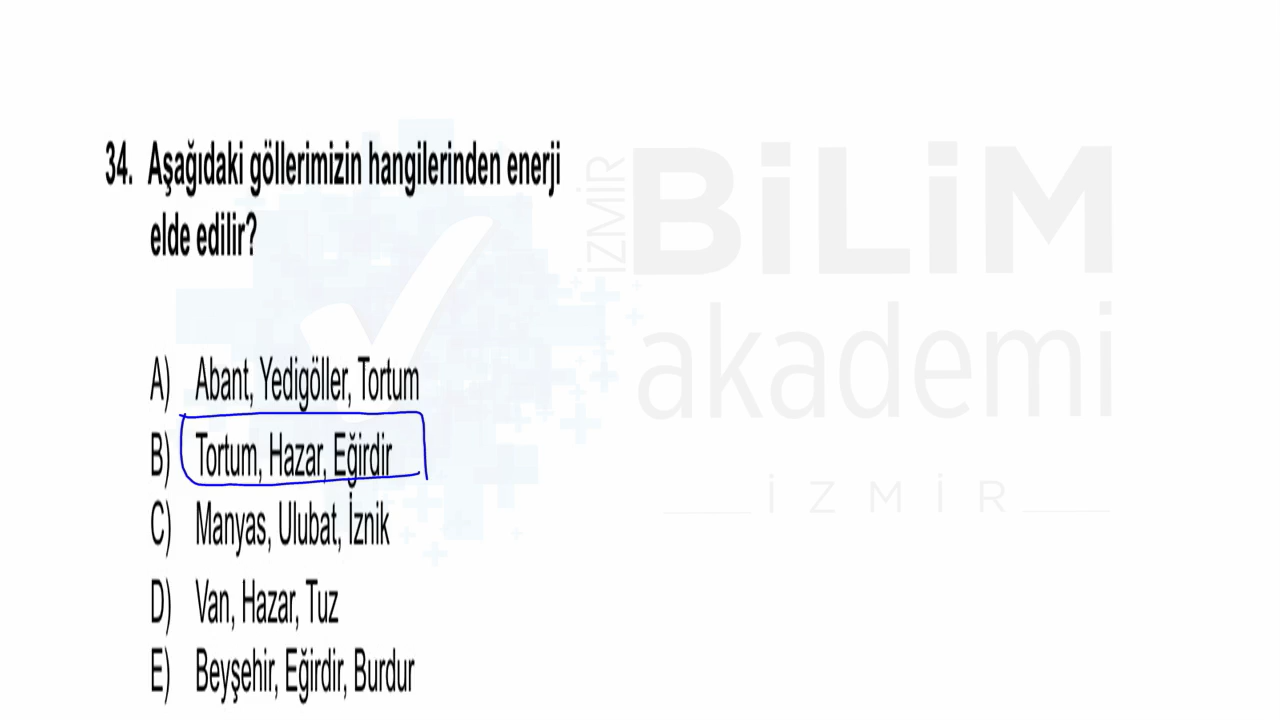 34. Aşağıdaki göllerimizin hangilerinden enerji
elde edilir?
A) Abant, Yedigöller, Tortum
B) Tortum, Hazar, Eğirdir
C) Manyas, Ulubat, İznik
D) Van, Hazar, Tuz
E) Beyşehir, Eğirdir, Burdur
İZMİR
BiLiM
akademi
İZMİR